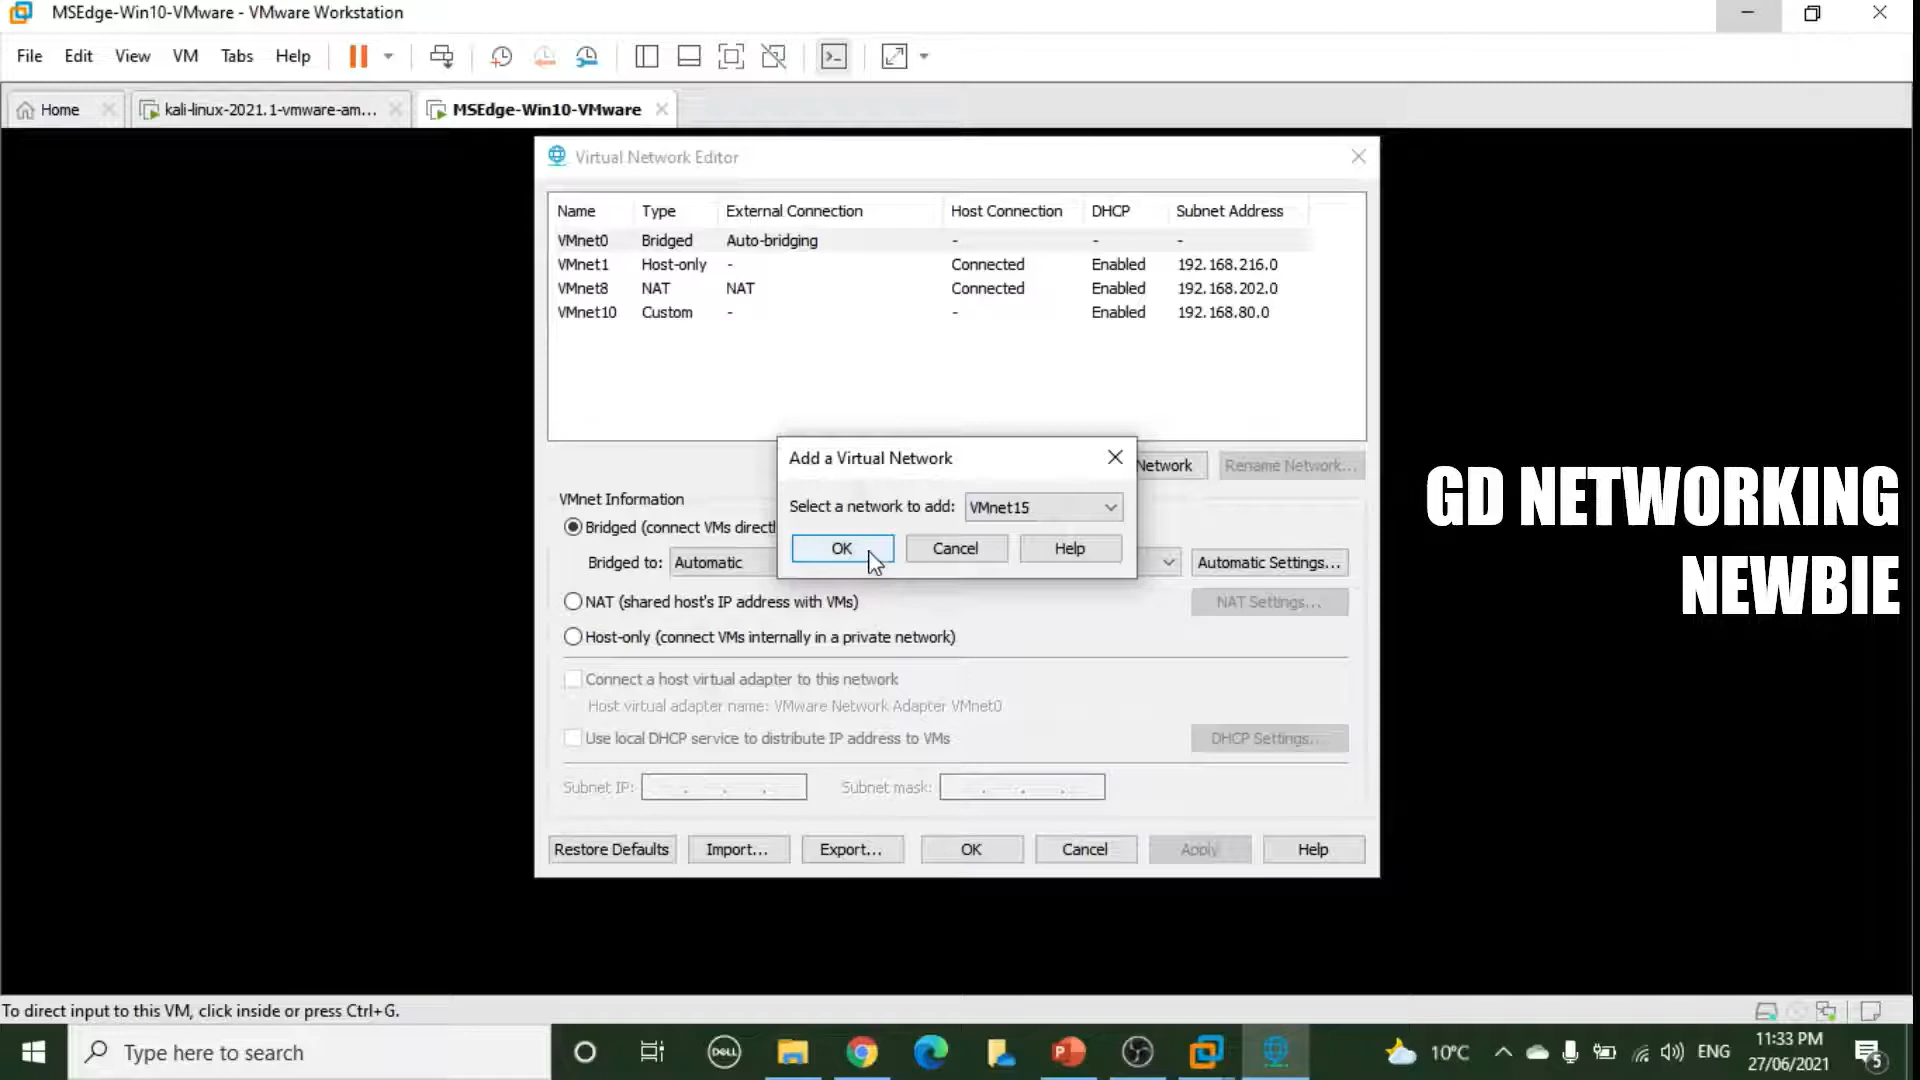 MSEdge-Win10-VMware - VMware Workstation
File Edit View VM Tabs Help
Home kali-linux-2021.1-vmware-am... MSEdge-Win10-VMware
Virtual Network Editor
Name Type External Connection Host Connection DHCP Subnet Address
VMnet0 Bridged Auto-bridging - - -
VMnet1 Host-only - Connected Enabled 192.168.216.0
VMnet8 NAT NAT Connected Enabled 192.168.202.0
VMnet10 Custom - - Enabled 192.168.80.0
Add a Virtual Network
Network Rename Network...
Select a network to add: VMnet15
OK Cancel Help
VMnet Information
Bridged (connect VMs directl
Bridged to: Automatic Automatic Settings...
NAT (shared host's IP address with VMs) NAT Settings...
Host-only (connect VMs internally in a private network)
Connect a host virtual adapter to this network
Host virtual adapter name: VMware Network Adapter VMnet0
Use local DHCP service to distribute IP address to VMs DHCP Settings...
Subnet IP: . . . Subnet mask: . . .
Restore Defaults Import... Export... OK Cancel Apply Help
GD NETWORKING
NEWBIE
To direct input to this VM, click inside or press Ctrl+G.
Type here to search
DELL
10°C ENG 11:33 PM
27/06/2021
5